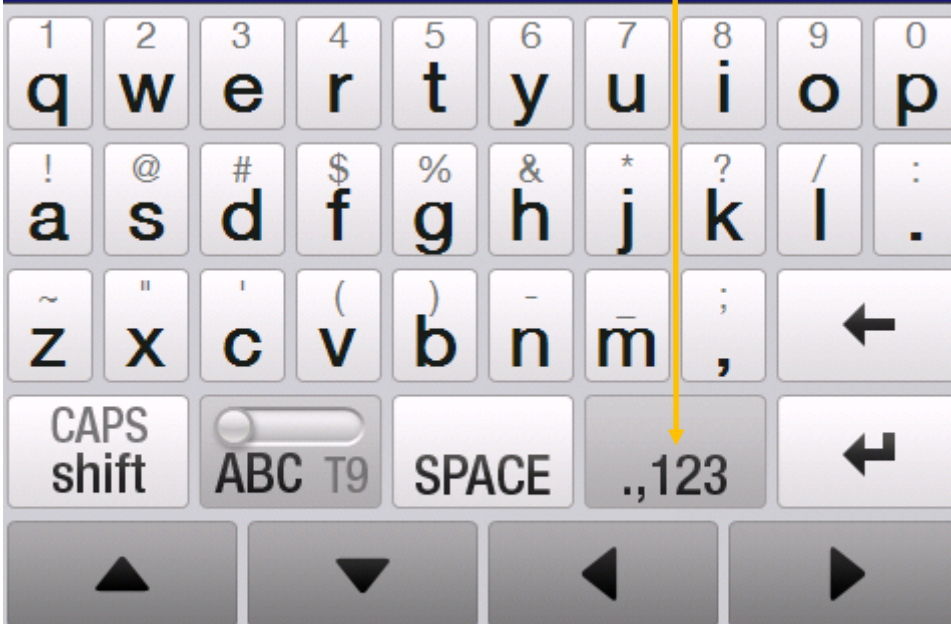 1 2 3 4 5 6 7 8 9 0
q w e r t y u i o p
! @ # $ % & * ? / :
a s d f g h j k l .
~ " ' ( ) - _ ;
z x c v b n m ,
CAPS
shift ABC T9 SPACE .,123